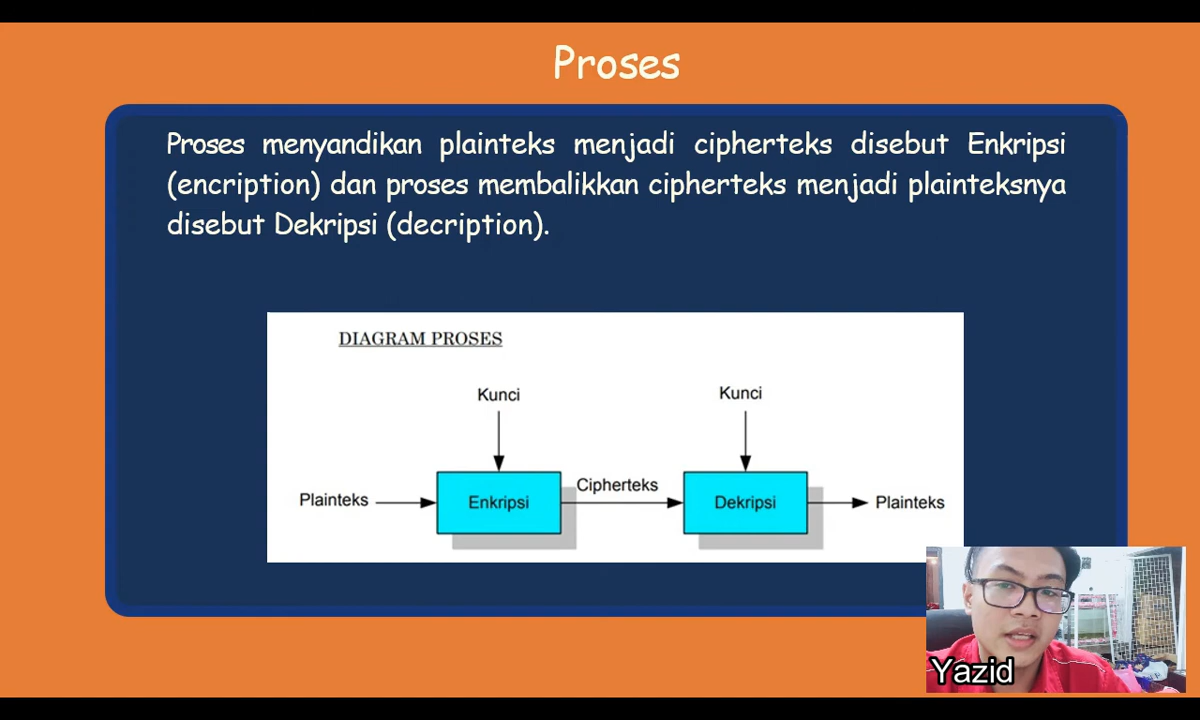 Proses
Proses menyandikan plainteks menjadi cipherteks disebut Enkripsi
(encription) dan proses membalikkan cipherteks menjadi plainteksnya
disebut Dekripsi (decription).
DIAGRAM PROSES
Kunci
Kunci
Plainteks
Enkripsi
Cipherteks
Dekripsi
Plainteks
Yazid